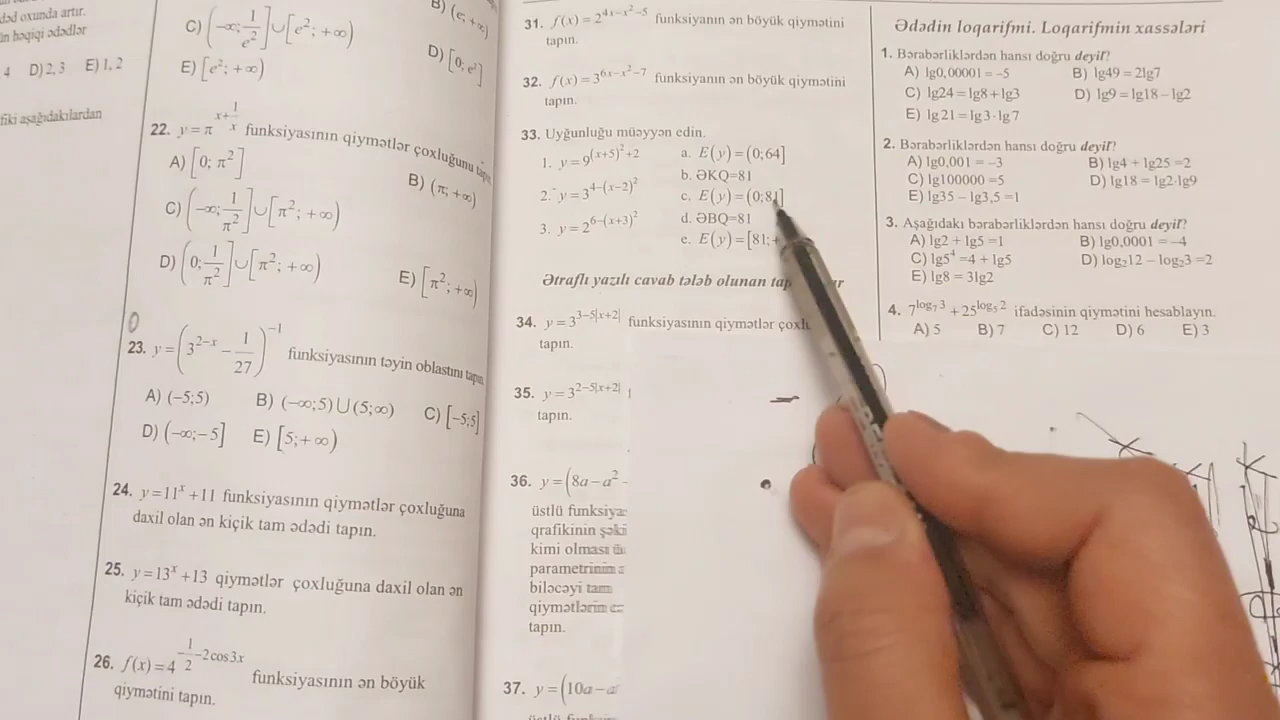 dəd oxunda artır.
in həqiqi ədədlər
4 D) 2, 3 E) 1, 2
fiki aşağıdakılardan
B) (e; +∞)
C) (-∞; 1/e²] ∪ [e²; +∞)
D) [0; e²]
E) [e²; +∞)
22. y = π^(x+1/x) funksiyasının qiymətlər çoxluğunu tapın
A) [0; π²]
B) (π; +∞)
C) (-∞; 1/π²] ∪ [π²; +∞)
D) (0; 1/π²] ∪ [π²; +∞)
E) [π²; +∞)
23. y = (3^(2-x) - 1/27)^(-1) funksiyasının təyin oblastını tapın
A) (-5;5) B) (-∞;5) ∪ (5;∞) C) [-5;5]
D) (-∞;-5] E) [5;+∞)
24. y = 11^x + 11 funksiyasının qiymətlər çoxluğuna
daxil olan ən kiçik tam ədədi tapın.
25. y = 13^x + 13 qiymətlər çoxluğuna daxil olan ən
kiçik tam ədədi tapın.
26. f(x) = 4^(-1/2-2cos3x) funksiyasının ən böyük
qiymətini tapın.
31. f(x) = 2^(4x-x²-5) funksiyanın ən böyük qiymətini
tapın.
32. f(x) = 3^(6x-x²-7) funksiyanın ən böyük qiymətini
tapın.
33. Uyğunluğu müəyyən edin.
1. y = 9^((x+5)²+2) a. E(y) = (0;64]
b. ƏKQ=81
2. y = 3^(4-(x-2)²) c. E(y) = (0;81]
3. y = 2^(6-(x+3)²) d. ƏBQ=81
e. E(y) = [81;
Ətraflı yazılı cavab tələb olunan
34. y = 3^(3-5|x+2|) funksiyanın qiymətlər
tapın.
35. y = 3^(2-5|x+2|)
tapın.
36. y = (8a - a² -
üstlü funksiya
qrafikinin şəki
kimi olması
parametrinin
biləcəyi tam
qiymətlərin
tapın.
37. y = (10a - a
Ədədin loqarifmi. Loqarifmin xassələri
1. Bərabərliklərdən hansı doğru deyil?
A) lg0,00001 = -5 B) lg49 = 2lg7
C) lg24 = lg8 + lg3 D) lg9 = lg18 - lg2
E) lg21 = lg3 · lg7
2. Bərabərliklərdən hansı doğru deyil?
A) lg0,001 = -3 B) lg4 + lg25 = 2
C) lg100000 = 5 D) lg18 = lg2·lg9
E) lg35 - lg3,5 = 1
3. Aşağıdakı bərabərliklərdən hansı doğru deyil?
A) lg2 + lg5 = 1 B) lg0,0001 = -4
C) lg5⁴ = 4 + lg5 D) log₂12 - log₂3 = 2
E) lg8 = 3lg2
4. 7^(log₇3) + 25^(log₅2) ifadəsinin qiymətini hesablayın.
A) 5 B) 7 C) 12 D) 6 E) 3